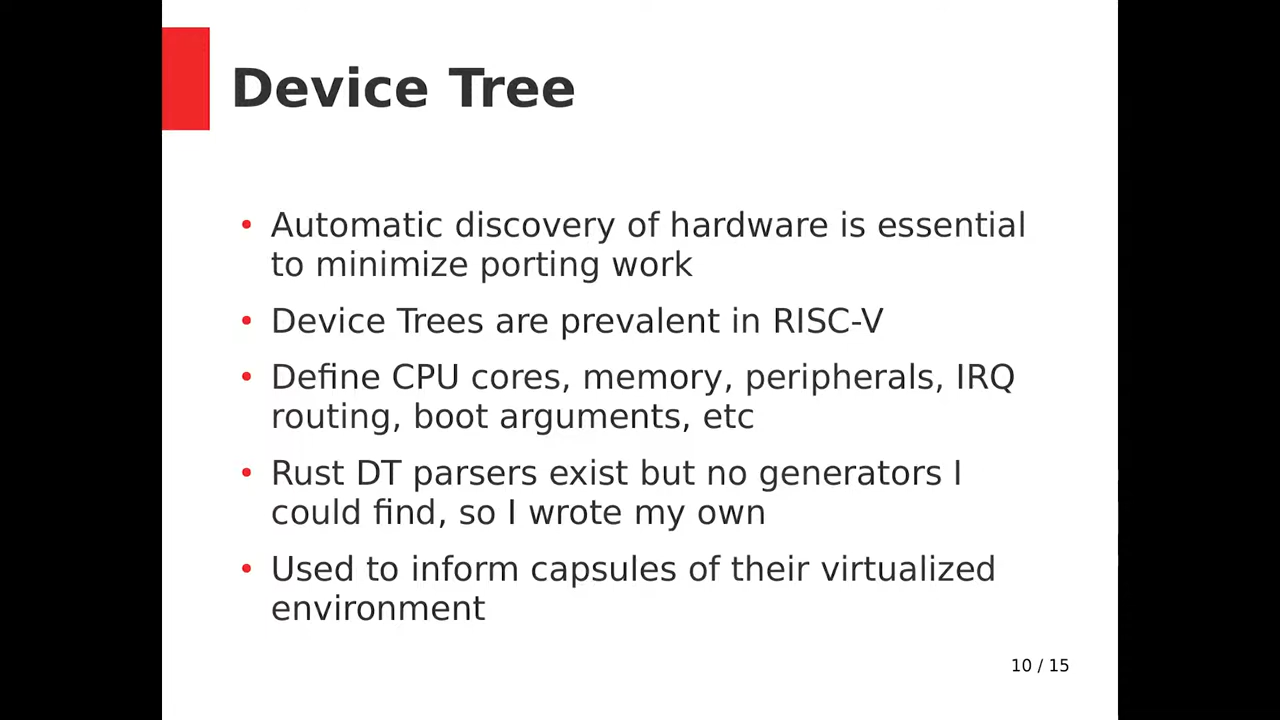 Device Tree
• Automatic discovery of hardware is essential
to minimize porting work
• Device Trees are prevalent in RISC-V
• Define CPU cores, memory, peripherals, IRQ
routing, boot arguments, etc
• Rust DT parsers exist but no generators I
could find, so I wrote my own
• Used to inform capsules of their virtualized
environment
10 / 15